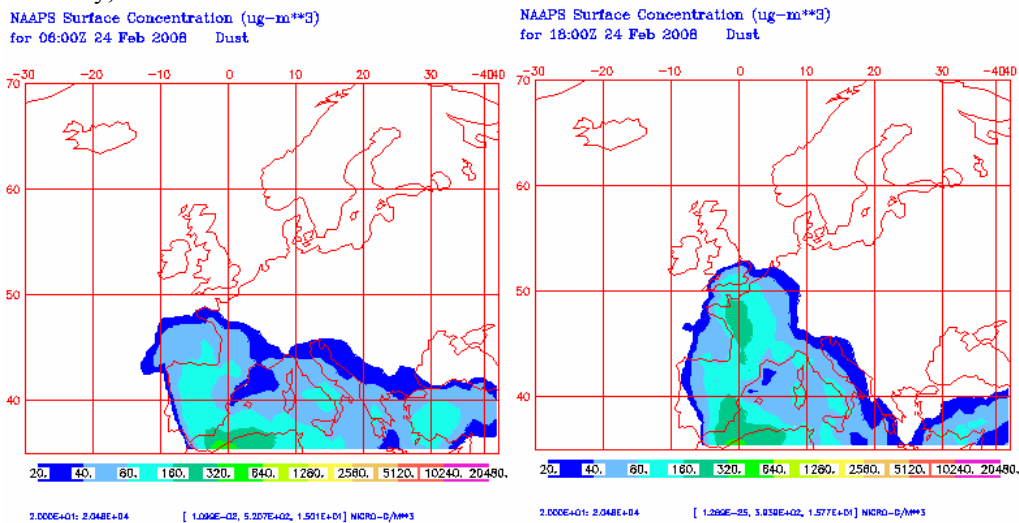 NAAPS Surface Concentration (ug-m**3)
for 06:00Z 24 Feb 2008 Dust
-30 -20 -10 0 10 20 30 -4040
70
60
50
40
20. 40. 80. 160. 320. 640. 1280. 2560. 5120. 10240. 20480.
2.000E+01: 2.048E+04 [ 1.099E-02, 5.207E+02, 1.501E+01] MICRO-G/M**3
NAAPS Surface Concentration (ug-m**3)
for 18:00Z 24 Feb 2008 Dust
-30 -20 -10 0 10 20 30 -4040
70
60
50
40
20. 40. 80. 160. 320. 640. 1280. 2560. 5120. 10240. 20480.
2.000E+01: 2.048E+04 [ 1.269E-25, 3.939E+02, 1.577E+01] MICRO-G/M**3